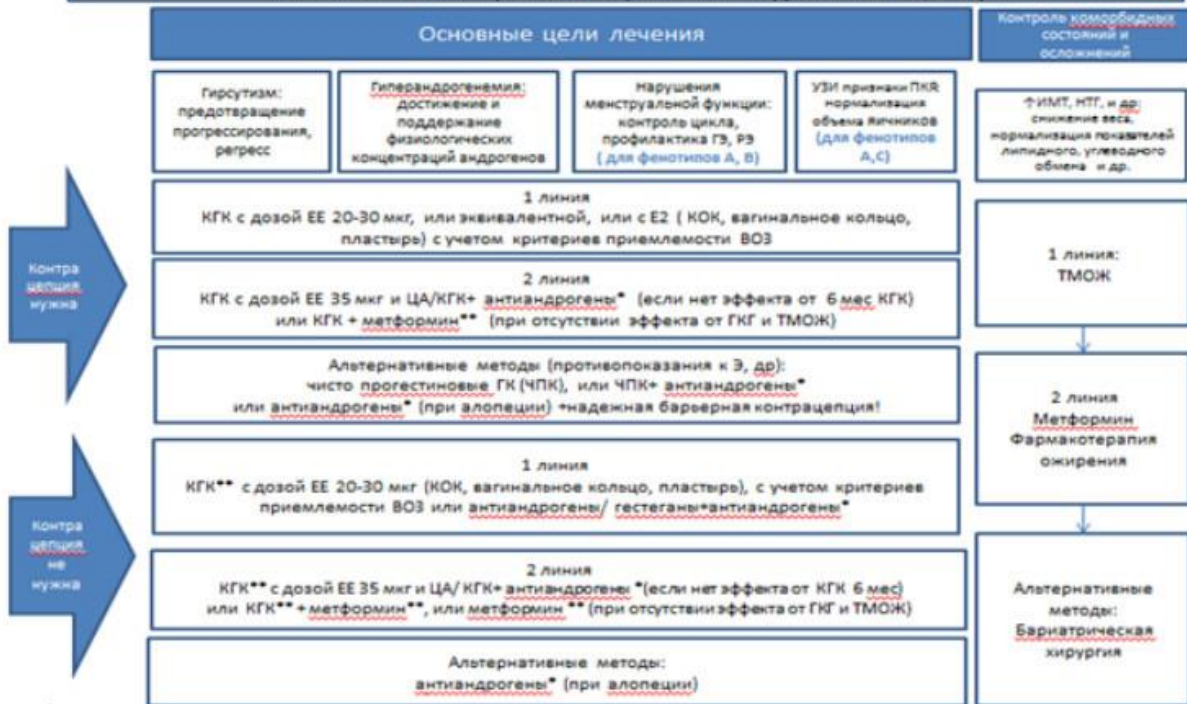 Основные цели лечения
Контроль коморбидных
состояний и
осложнений
Гирсутизм:
предотвращение
прогрессирования,
регресс
Гиперандрогенемия:
достижение и
поддержание
физиологических
концентраций андрогенов
Нарушения
менструальной функции:
контроль цикла,
профилактика ГЭ, РЭ
( для фенотипов А, В)
УЗИ признаки ПКЯ
нормализация
объема яичников
(для фенотипов
А,С)
↑ИМТ, НТГ, и др:
снижение веса,
нормализация показателей
липидного, углеводного
обмена и др.
Контра
цепция
нужна
1 линия
КГК с дозой ЕЕ 20-30 мкг, или эквивалентной, или с Е2 ( КОК, вагинальное кольцо,
пластырь) с учетом критериев приемлемости ВОЗ
2 линия
КГК с дозой ЕЕ 35 мкг и ЦА/КГК+ антиандрогены* (если нет эффекта от 6 мес КГК)
или КГК + метформин** (при отсутствии эффекта от ГКГ и ТМОЖ)
Альтернативные методы (противопоказания к Э, др):
чисто прогестиновые ГК (ЧПК), или ЧПК+ антиандрогены*
или антиандрогены* (при алопеции) +надежная барьерная контрацепция!
Контра
цепция
не
нужна
1 линия
КГК** с дозой ЕЕ 20-30 мкг (КОК, вагинальное кольцо, пластырь), с учетом критериев
приемлемости ВОЗ или антиандрогены/ гестагены+антиандрогены*
2 линия
КГК** с дозой ЕЕ 35 мкг и ЦА/ КГК+ антиандрогены *(если нет эффекта от КГК 6 мес)
или КГК** + метформин**, или метформин ** (при отсутствии эффекта от ГКГ и ТМОЖ)
Альтернативные методы:
антиандрогены* (при алопеции)
1 линия:
ТМОЖ
2 линия
Метформин
Фармакотерапия
ожирения
Альтернативные
методы:
Бариатрическая
хирургия